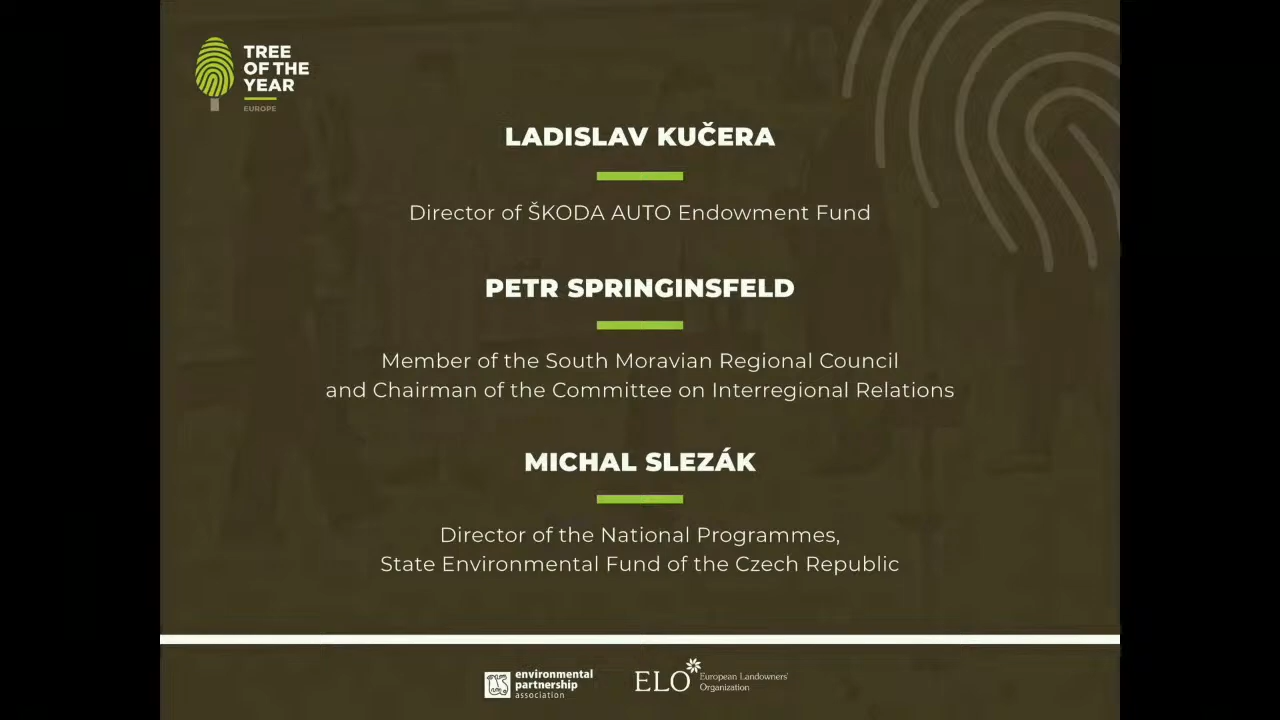 TREE
OF THE
YEAR
EUROPE
LADISLAV KUČERA
Director of ŠKODA AUTO Endowment Fund
PETR SPRINGINSFELD
Member of the South Moravian Regional Council
and Chairman of the Committee on Interregional Relations
MICHAL SLEZÁK
Director of the National Programmes,
State Environmental Fund of the Czech Republic
environmental
partnership
association
ELO
European Landowners'
Organization